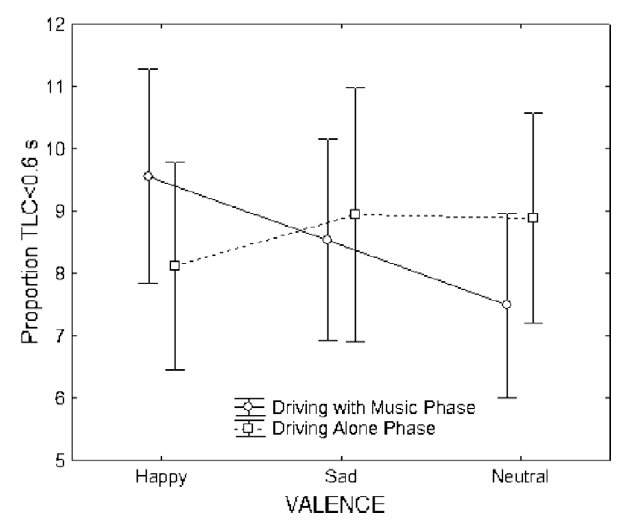 12
11
10
9
8
7
6
5
Proportion TLC<0.6 s
Driving with Music Phase
Driving Alone Phase
Happy Sad Neutral
VALENCE